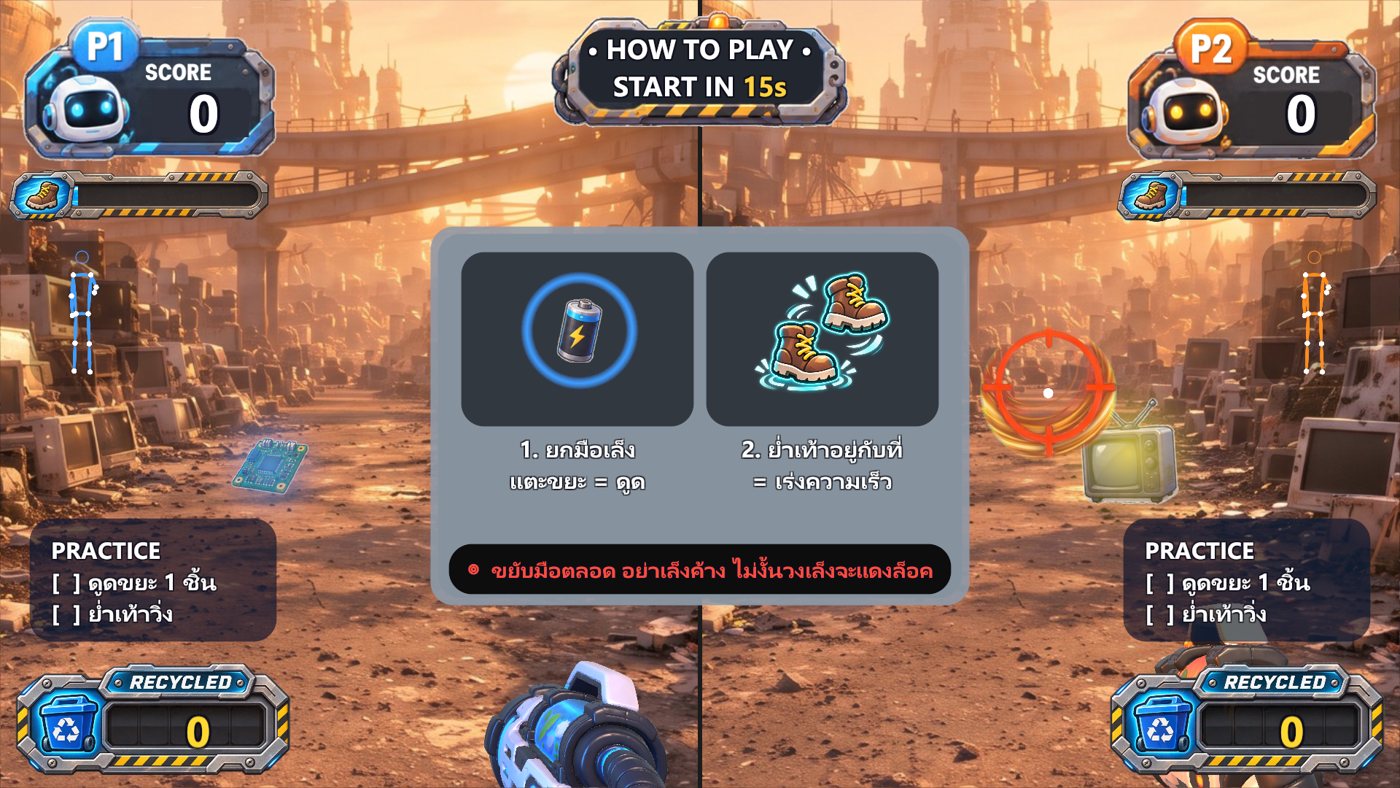 P1
SCORE
0
• HOW TO PLAY •
START IN 15s
P2
SCORE
0
1. ยกมือเล็ง
แตะขยะ = ดูด
2. ย่ำเท้าอยู่กับที่
= เร่งความเร็ว
ขยับมือตลอด อย่าเล็งค้าง ไม่งั้นวงเล็งจะแดงล็อค
PRACTICE
[ ] ดูดขยะ 1 ชิ้น
[ ] ย่ำเท้าวิ่ง
PRACTICE
[ ] ดูดขยะ 1 ชิ้น
[ ] ย่ำเท้าวิ่ง
RECYCLED
0
RECYCLED
0